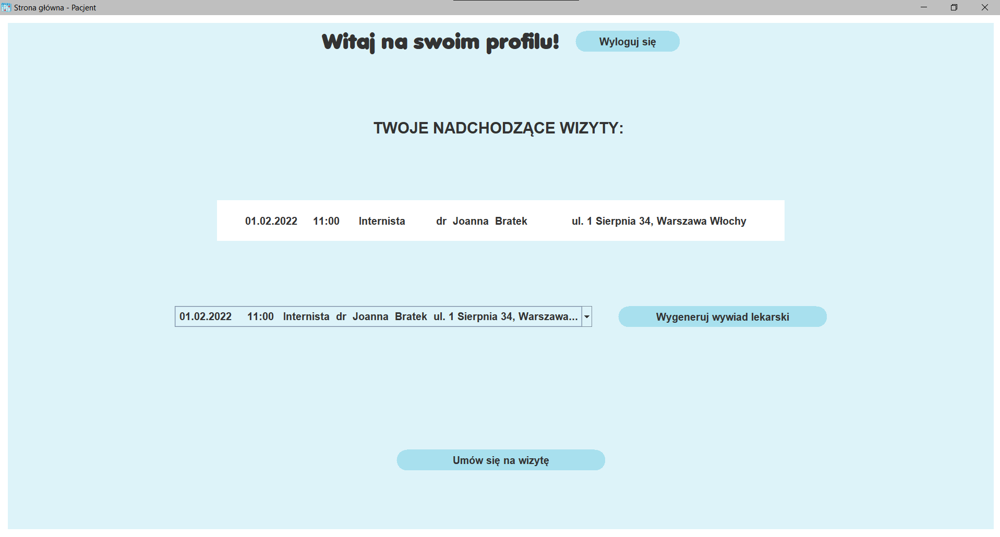 Strona główna - Pacjent
Witaj na swoim profilu! Wyloguj się
TWOJE NADCHODZĄCE WIZYTY:
01.02.2022 11:00 Internista dr Joanna Bratek ul. 1 Sierpnia 34, Warszawa Włochy
01.02.2022 11:00 Internista dr Joanna Bratek ul. 1 Sierpnia 34, Warszawa... Wygeneruj wywiad lekarski
Umów się na wizytę